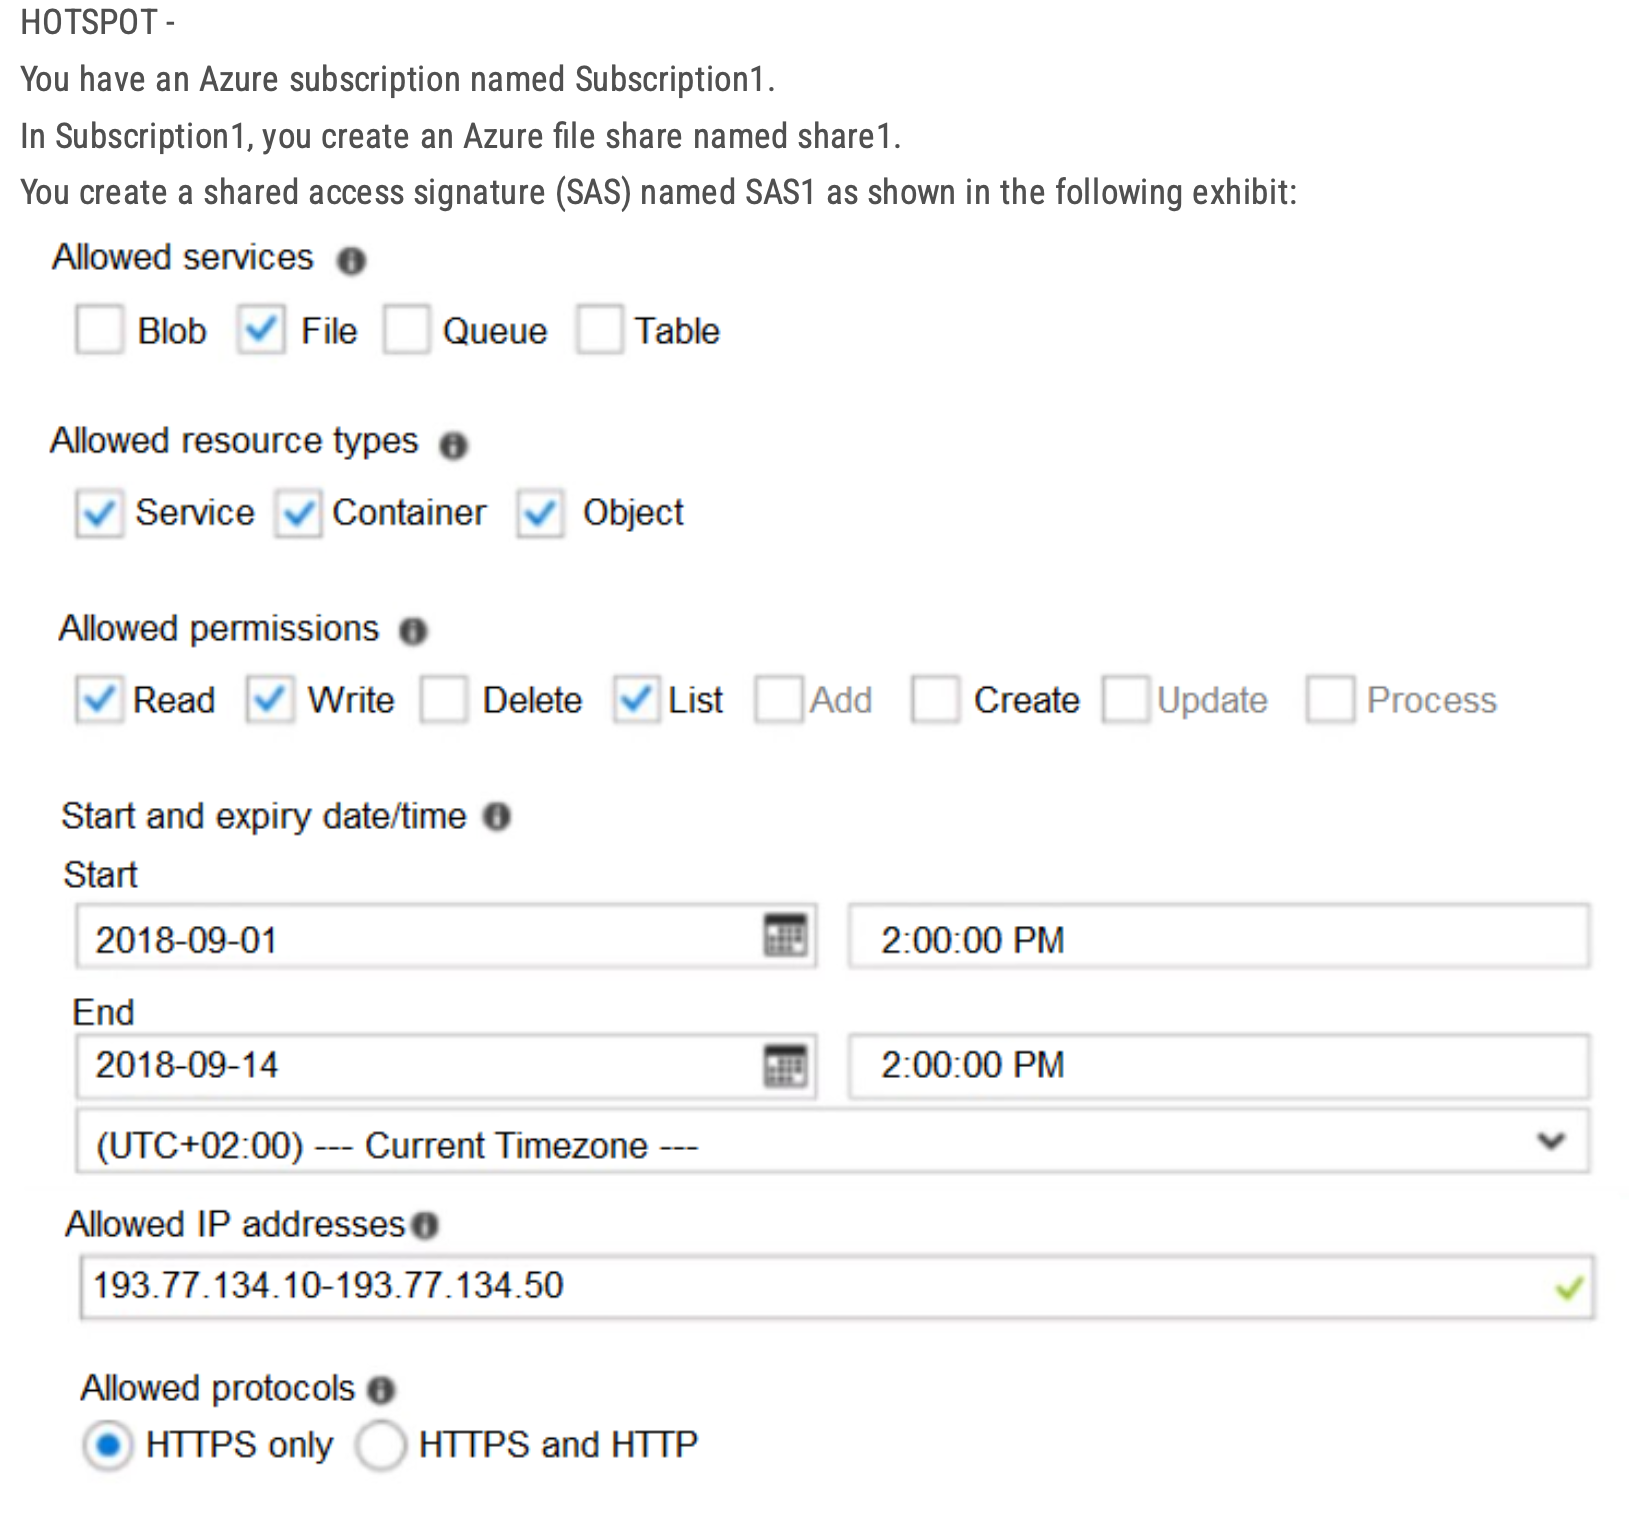 HOTSPOT -
You have an Azure subscription named Subscription1.
In Subscription1, you create an Azure file share named share1.
You create a shared access signature (SAS) named SAS1 as shown in the following exhibit:
Allowed services
Blob File Queue Table
Allowed resource types
Service Container Object
Allowed permissions
Read Write Delete List Add Create Update Process
Start and expiry date/time
Start
2018-09-01 2:00:00 PM
End
2018-09-14 2:00:00 PM
(UTC+02:00) --- Current Timezone ---
Allowed IP addresses
193.77.134.10-193.77.134.50
Allowed protocols
HTTPS only HTTPS and HTTP